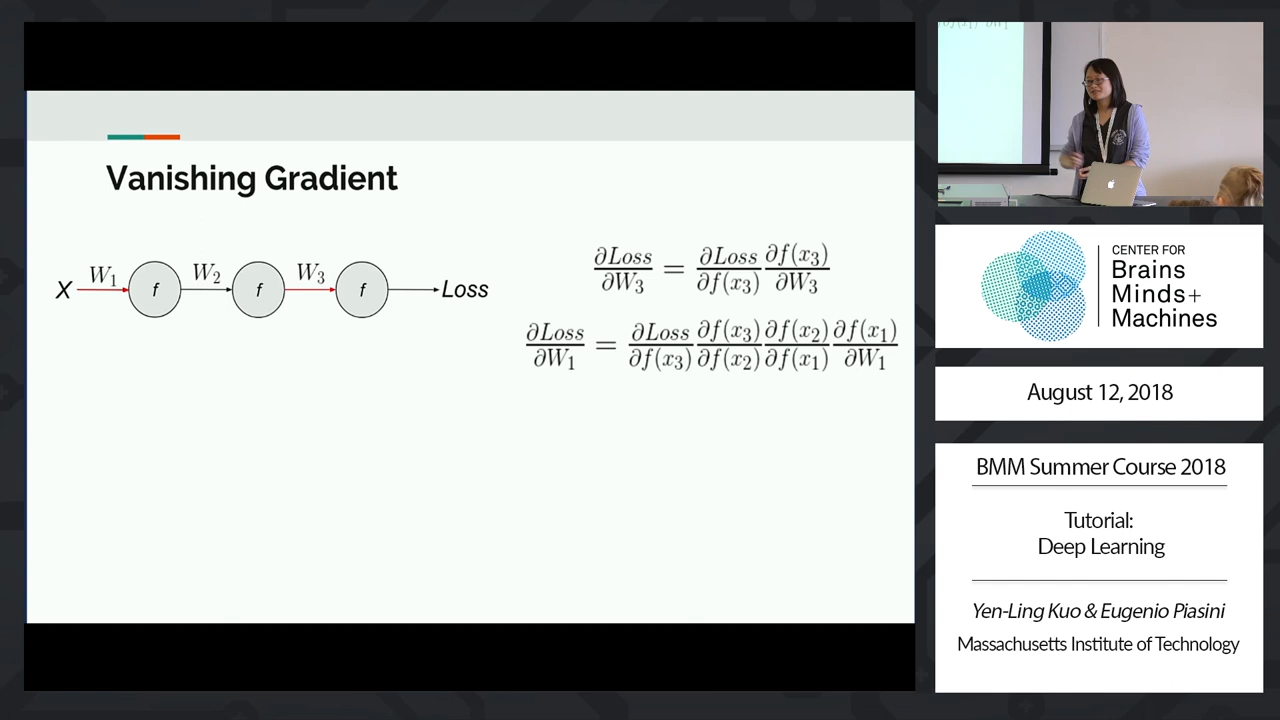 Vanishing Gradient
X W₁ f W₂ f W₃ f Loss
∂Loss/∂W₃ = ∂Loss/∂f(x₃) ∂f(x₃)/∂W₃
∂Loss/∂W₁ = ∂Loss/∂f(x₃) ∂f(x₃)/∂f(x₂) ∂f(x₂)/∂f(x₁) ∂f(x₁)/∂W₁
CENTER FOR
Brains
Minds+
Machines
August 12, 2018
BMM Summer Course 2018
Tutorial:
Deep Learning
Yen-Ling Kuo & Eugenio Piasini
Massachusetts Institute of Technology